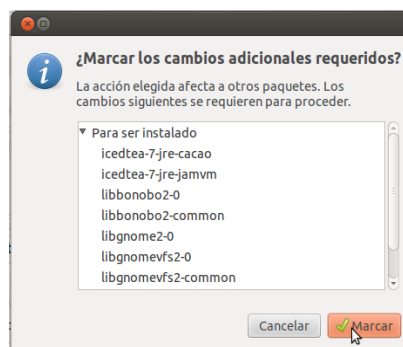 ¿Marcar los cambios adicionales requeridos?
La acción elegida afecta a otros paquetes. Los
cambios siguientes se requieren para proceder.
Para ser instalado
icedtea-7-jre-cacao
icedtea-7-jre-jamvm
libbonobo2-0
libbonobo2-common
libgnome2-0
libgnomevfs2-0
libgnomevfs2-common
Cancelar
Marcar